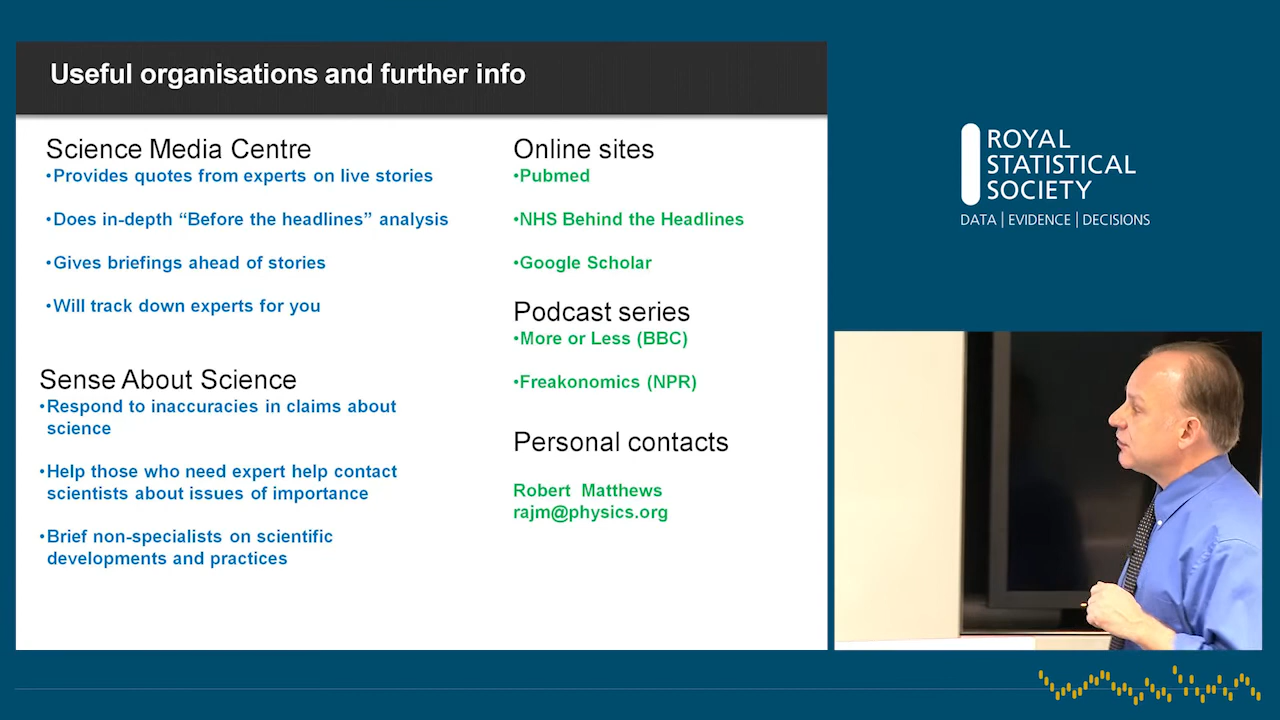 Useful organisations and further info
Science Media Centre
•Provides quotes from experts on live stories
•Does in-depth “Before the headlines” analysis
•Gives briefings ahead of stories
•Will track down experts for you
Sense About Science
•Respond to inaccuracies in claims about
science
•Help those who need expert help contact
scientists about issues of importance
•Brief non-specialists on scientific
developments and practices
Online sites
•Pubmed
•NHS Behind the Headlines
•Google Scholar
Podcast series
•More or Less (BBC)
•Freakonomics (NPR)
Personal contacts
Robert Matthews
rajm@physics.org
ROYAL
STATISTICAL
SOCIETY
DATA | EVIDENCE | DECISIONS